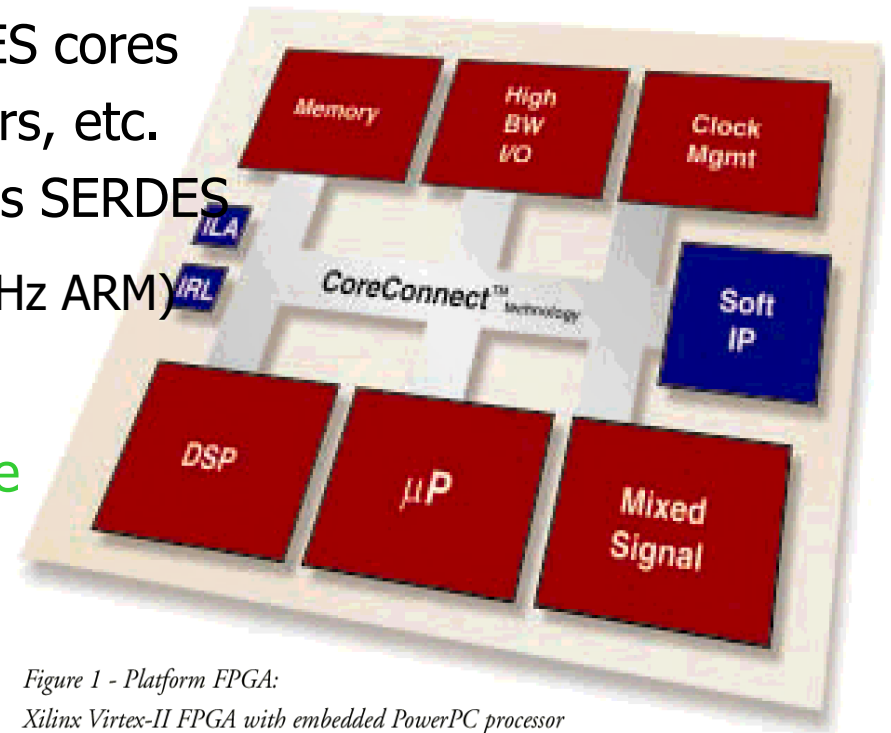 ES cores
rs, etc.
s SERDES
Hz ARM)
e
Memory
High
BW
I/O
Clock
Mgmt
ILA
IRL
CoreConnect™ technology
Soft
IP
DSP
µP
Mixed
Signal
Figure 1 - Platform FPGA:
Xilinx Virtex-II FPGA with embedded PowerPC processor